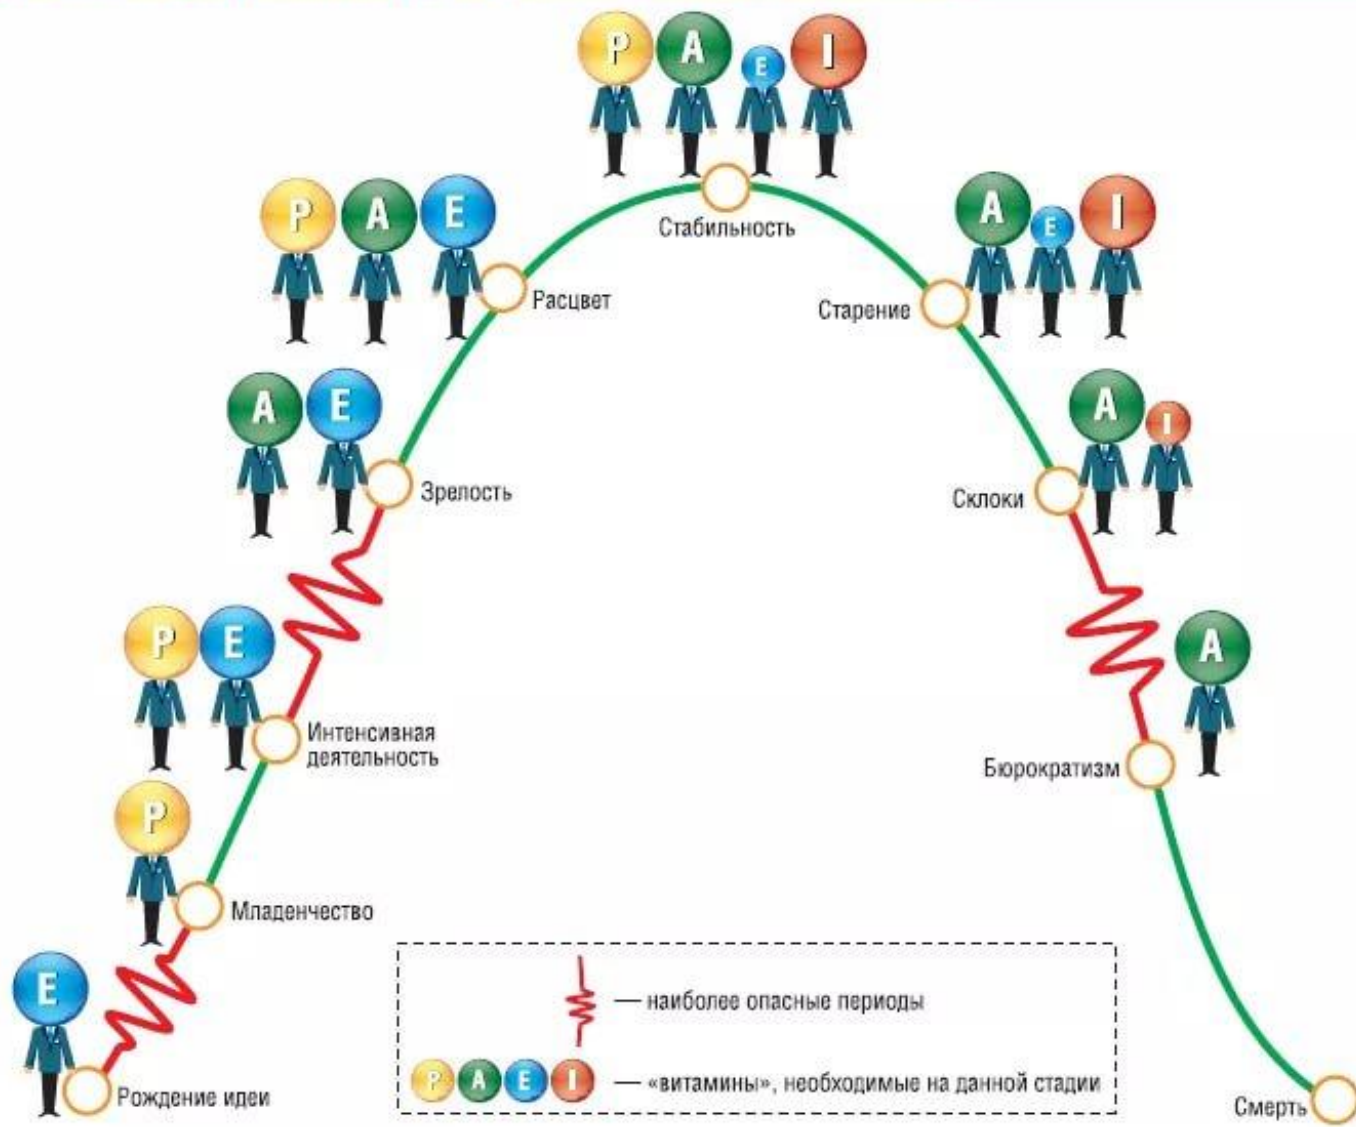 P A E I
Стабильность
P A E
Расцвет
A E I
Старение
A E
Зрелость
A I
Склоки
P E
Интенсивная
деятельность
A
Бюрократизм
P
Младенчество
E
Рождение идеи
— наиболее опасные периоды
P A E I — «витамины», необходимые на данной стадии
Смерть